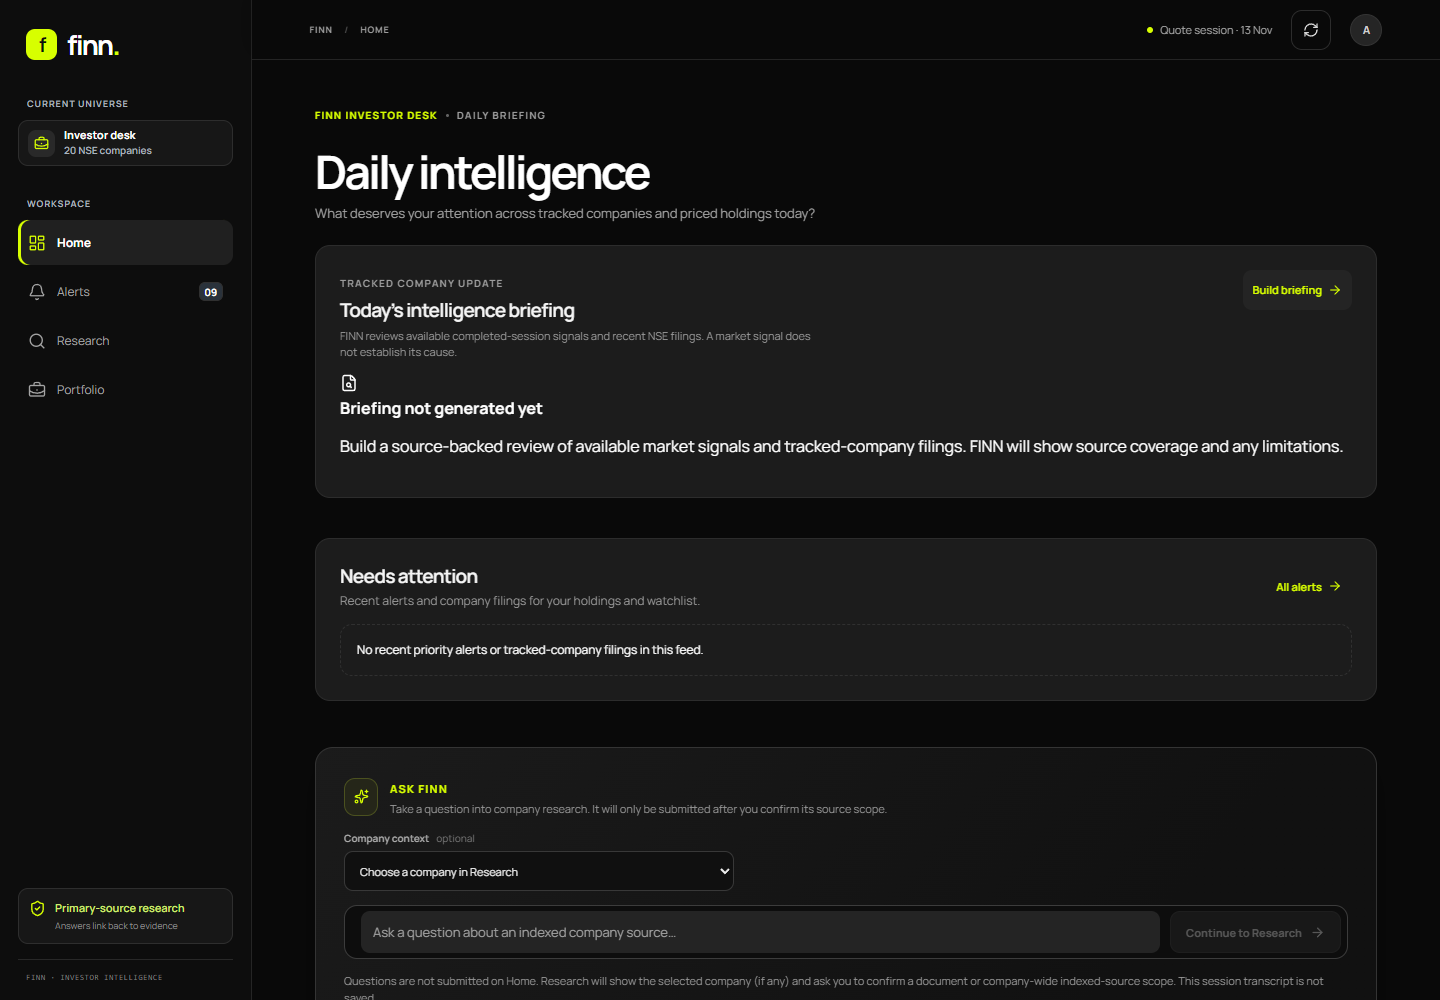 f finn.
CURRENT UNIVERSE
Investor desk
20 NSE companies
WORKSPACE
Home
Alerts 09
Research
Portfolio
Primary-source research
Answers link back to evidence
FINN · INVESTOR INTELLIGENCE
FINN / HOME
Quote session · 13 Nov
A
FINN INVESTOR DESK • DAILY BRIEFING
Daily intelligence
What deserves your attention across tracked companies and priced holdings today?
TRACKED COMPANY UPDATE
Build briefing →
Today's intelligence briefing
FINN reviews available completed-session signals and recent NSE filings. A market signal does
not establish its cause.
Briefing not generated yet
Build a source-backed review of available market signals and tracked-company filings. FINN will show source coverage and any limitations.
Needs attention
Recent alerts and company filings for your holdings and watchlist.
All alerts →
No recent priority alerts or tracked-company filings in this feed.
ASK FINN
Take a question into company research. It will only be submitted after you confirm its source scope.
Company context optional
Choose a company in Research
Ask a question about an indexed company source...
Continue to Research →
Questions are not submitted on Home. Research will show the selected company (if any) and ask you to confirm a document or company-wide indexed-source scope. This session transcript is not
saved.